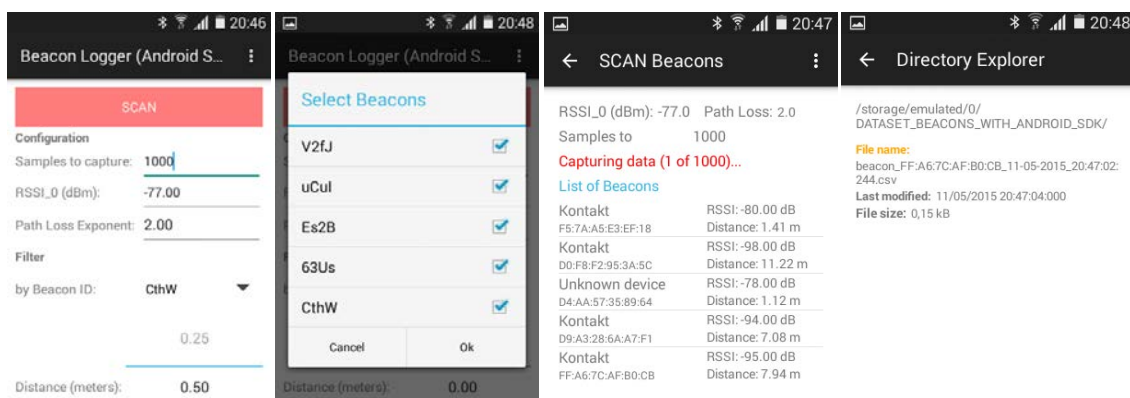 20:46
Beacon Logger (Android S...
SCAN
Configuration
Samples to capture: 1000
RSSI_0 (dBm): -77.00
Path Loss Exponent: 2.00
Filter
by Beacon ID: CthW
0.25
Distance (meters): 0.50
20:48
Beacon Logger (Android S...
Select Beacons
V2fJ
uCul
Es2B
63Us
CthW
Cancel Ok
Distance (meters): 0.00
20:47
SCAN Beacons
RSSI_0 (dBm): -77.0 Path Loss: 2.0
Samples to 1000
Capturing data (1 of 1000)...
List of Beacons
Kontakt RSSI:-80.00 dB
F5:7A:A5:E3:EF:18 Distance: 1.41 m
Kontakt RSSI:-98.00 dB
D0:F8:F2:95:3A:5C Distance: 11.22 m
Unknown device RSSI:-78.00 dB
D4:AA:57:35:89:64 Distance: 1.12 m
Kontakt RSSI:-94.00 dB
D9:A3:28:6A:A7:F1 Distance: 7.08 m
Kontakt RSSI:-95.00 dB
FF:A6:7C:AF:B0:CB Distance: 7.94 m
20:48
Directory Explorer
/storage/emulated/0/
DATASET_BEACONS_WITH_ANDROID_SDK/
File name:
beacon_FF:A6:7C:AF:B0:CB_11-05-2015_20:47:02:
244.csv
Last modified: 11/05/2015 20:47:04:000
File size: 0,15 kB